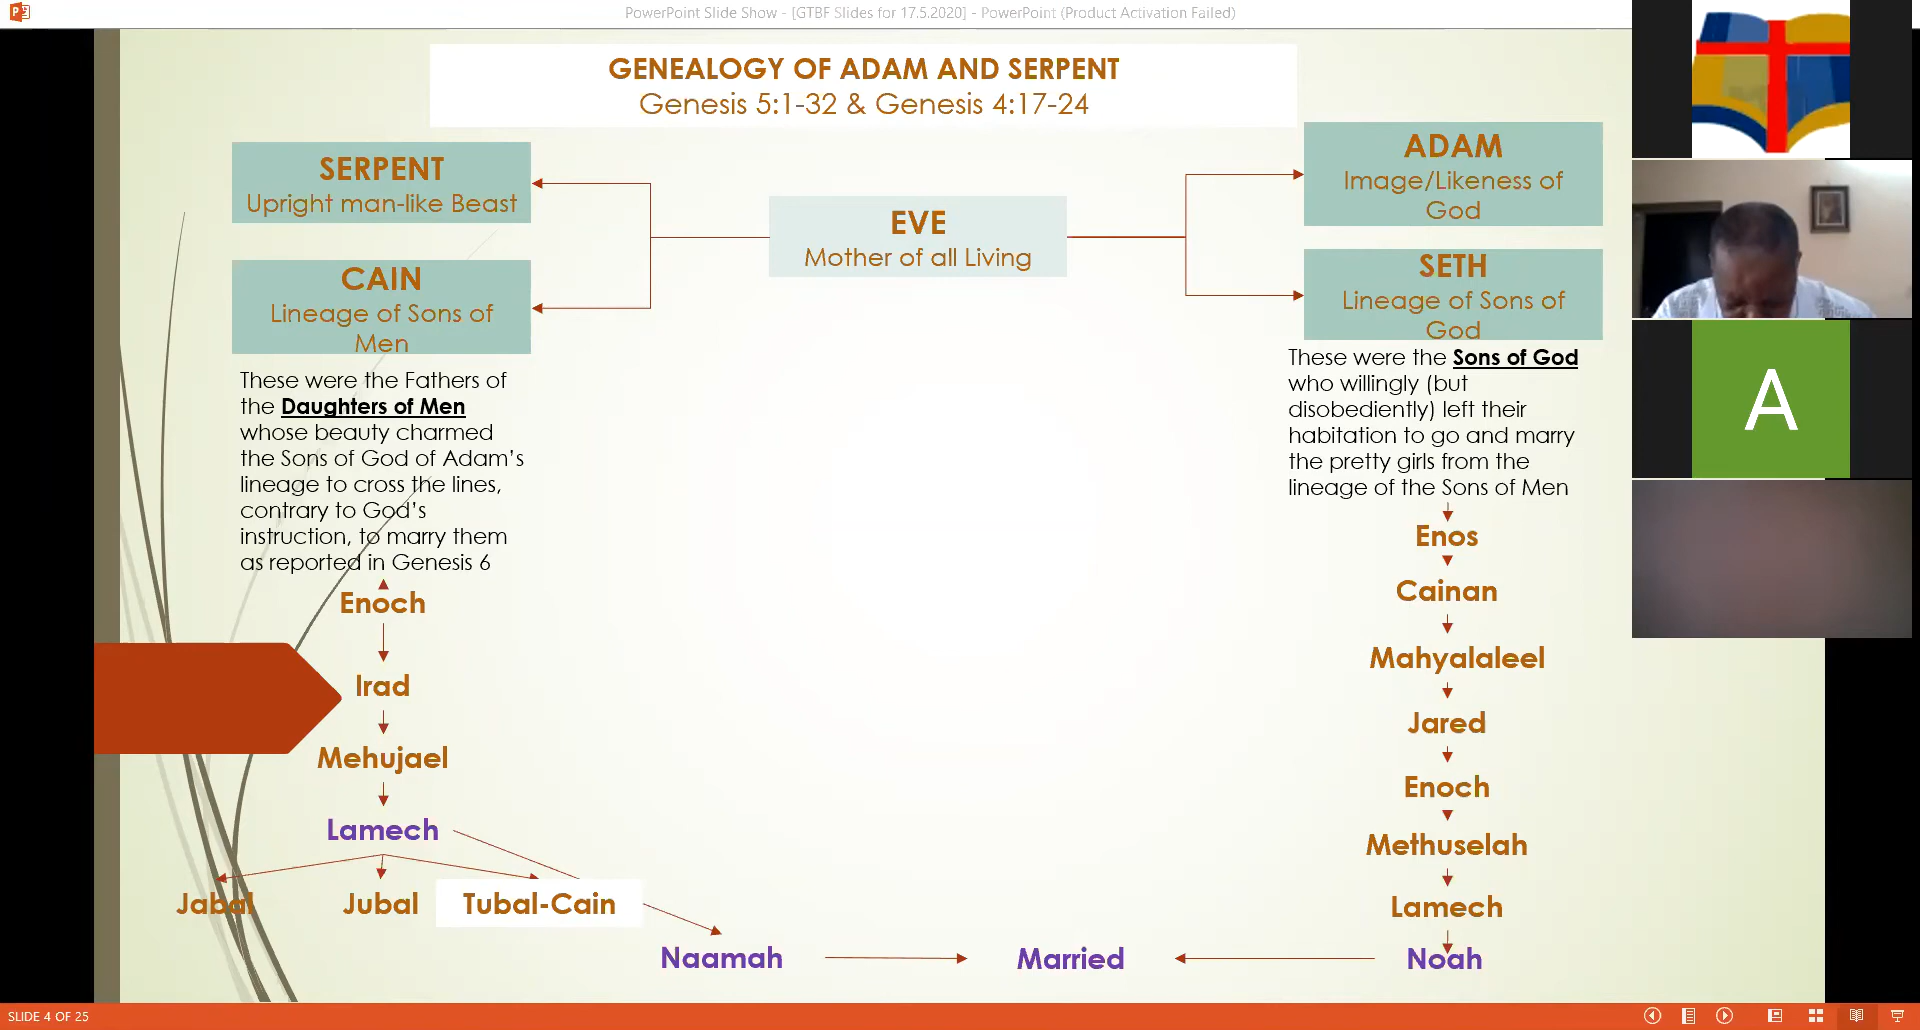 PowerPoint Slide Show - [GTBF Slides for 17.5.2020] - PowerPoint (Product Activation Failed)
GENEALOGY OF ADAM AND SERPENT
Genesis 5:1-32 & Genesis 4:17-24
SERPENT
Upright man-like Beast
EVE
Mother of all Living
ADAM
Image/Likeness of
God
CAIN
Lineage of Sons of
Men
SETH
Lineage of Sons of
God
These were the Fathers of
the Daughters of Men
whose beauty charmed
the Sons of God of Adam's
lineage to cross the lines,
contrary to God's
instruction, to marry them
as reported in Genesis 6
Enoch
Irad
Mehujael
Lamech
Jabal
Jubal
Tubal-Cain
These were the Sons of God
who willingly (but
disobediently) left their
habitation to go and marry
the pretty girls from the
lineage of the Sons of Men
Enos
Cainan
Mahyalaleel
Jared
Enoch
Methuselah
Lamech
Naamah
Married
Noah
A
SLIDE 4 OF 25